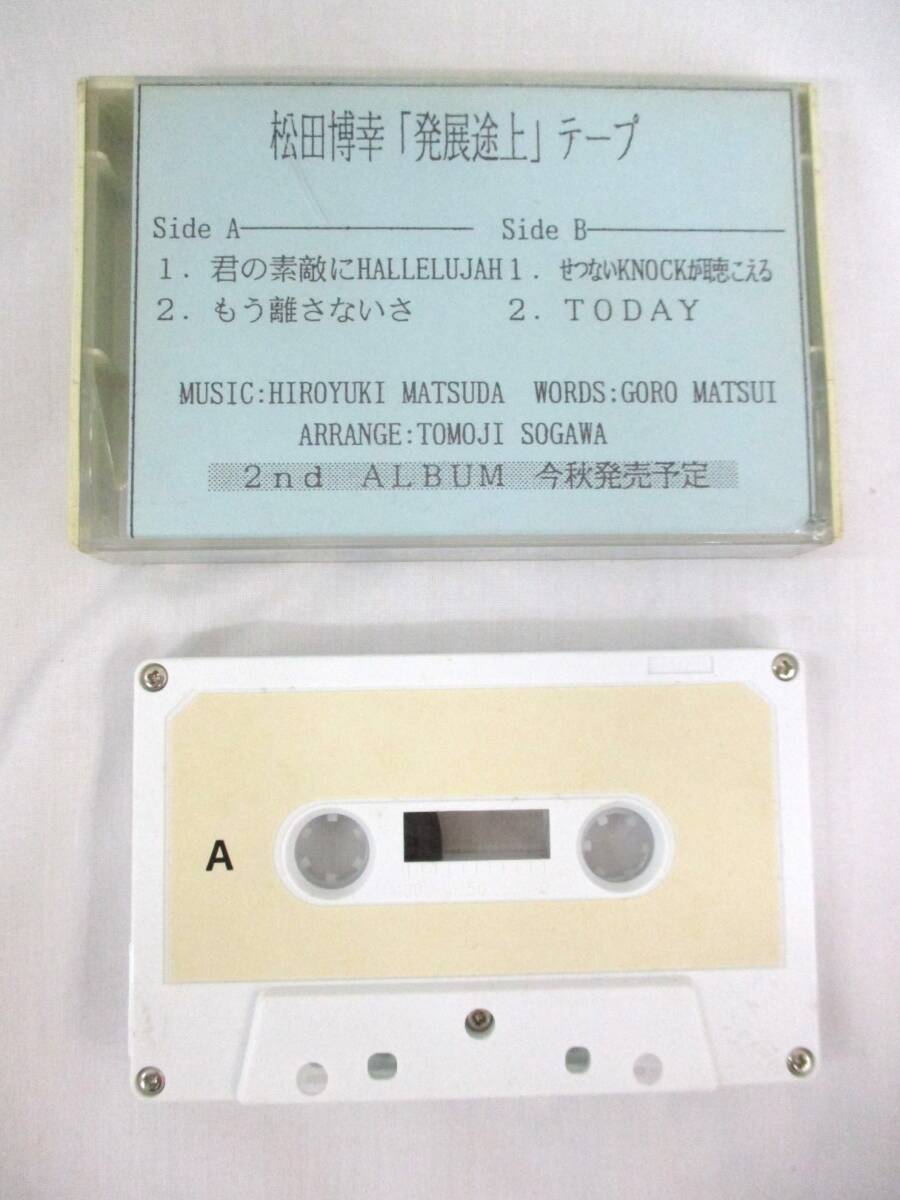 松田博幸「発展途上」テープ
Side A
1. 君の素敵にHALLELUJAH
2. もう離さないさ
Side B
1. せつないKNOCKが聴こえる
2. TODAY
MUSIC:HIROYUKI MATSUDA WORDS:GORO MATSUI
ARRANGE:TOMOJI SOGAWA
2nd ALBUM 今秋発売予定
A